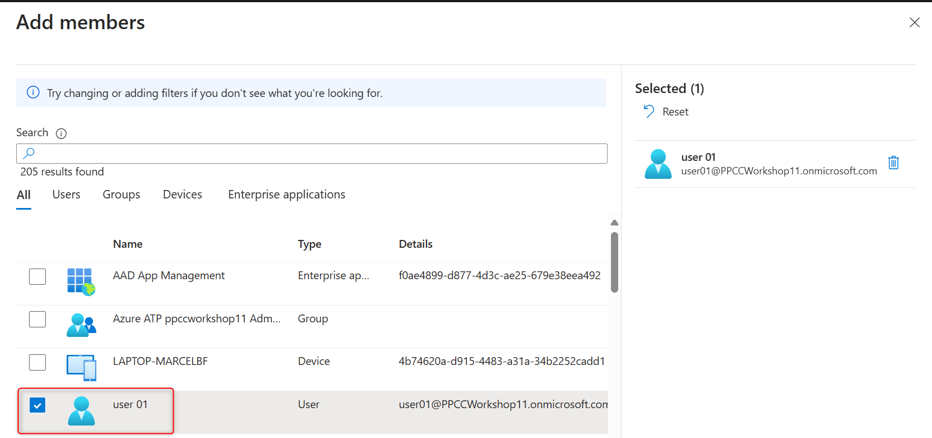 Add members
Try changing or adding filters if you don't see what you're looking for.
Search
205 results found
All Users Groups Devices Enterprise applications
Name Type Details
AAD App Management Enterprise ap... f0ae4899-d877-4d3c-ae25-679e38eea492
Azure ATP ppccworkshop11 Adm... Group
LAPTOP-MARCELBF Device 4b74620a-d915-4483-a31a-34b2252cadd1
user 01 User user01@PPCCWorkshop11.onmicrosoft.com
Selected (1)
Reset
user 01
user01@PPCCWorkshop11.onmicrosoft.com